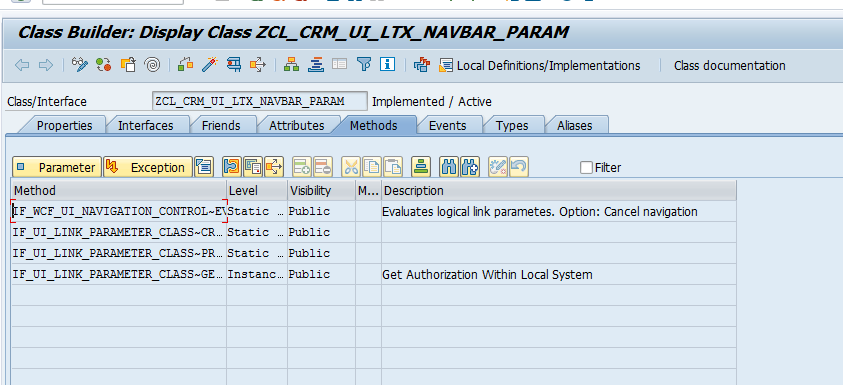 Class Builder: Display Class ZCL_CRM_UI_LTX_NAVBAR_PARAM
Local Definitions/Implementations Class documentation
Class/Interface ZCL_CRM_UI_LTX_NAVBAR_PARAM Implemented / Active
Properties Interfaces Friends Attributes Methods Events Types Aliases
Parameter Exception Filter
Method Level Visibility M... Description
IF_WCF_UI_NAVIGATION_CONTROL~EV Static ... Public Evaluates logical link parametes. Option: Cancel navigation
IF_UI_LINK_PARAMETER_CLASS~CR... Static ... Public
IF_UI_LINK_PARAMETER_CLASS~PR... Static ... Public
IF_UI_LINK_PARAMETER_CLASS~GE... Instanc... Public Get Authorization Within Local System